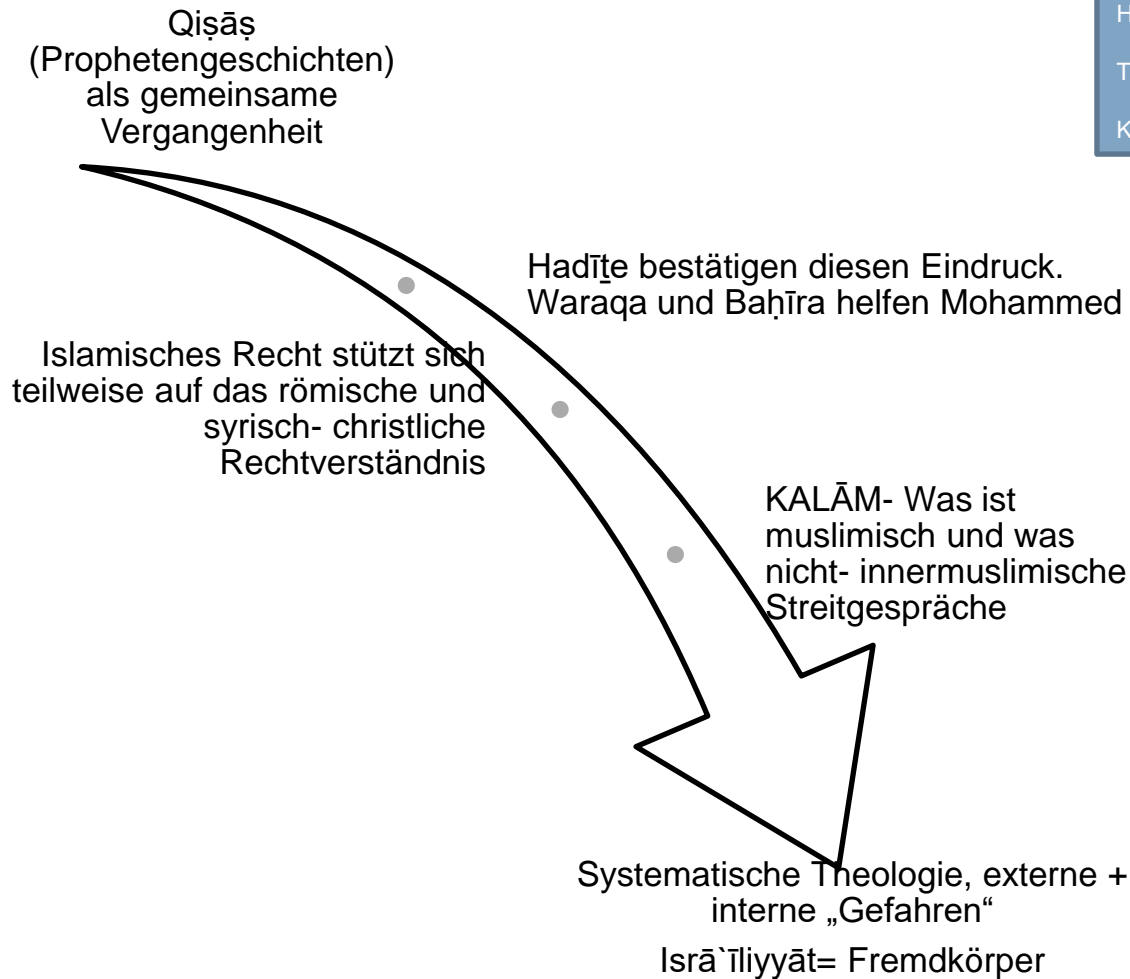 Qiṣāṣ
(Prophetengeschichten)
als gemeinsame
Vergangenheit
H
T
K
Hadīṯe bestätigen diesen Eindruck.
Waraqa und Baḥīra helfen Mohammed
Islamisches Recht stützt sich
teilweise auf das römische und
syrisch- christliche
Rechtverständnis
KALĀM- Was ist
muslimisch und was
nicht- innermuslimische
Streitgespräche
Systematische Theologie, externe +
interne „Gefahren“
Isrā`īliyyāt= Fremdkörper